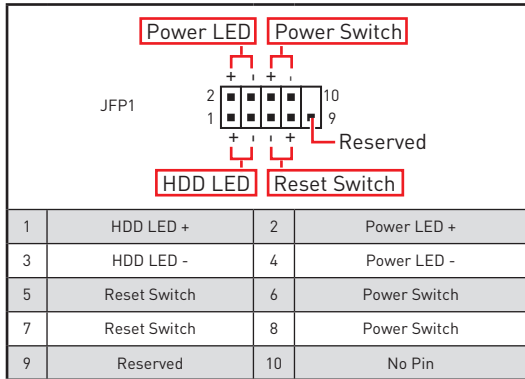 Power LED Power Switch
+ - + -
JFP1
2 10
1 9
+ - - +
Reserved
HDD LED Reset Switch
1 HDD LED + 2 Power LED +
3 HDD LED - 4 Power LED -
5 Reset Switch 6 Power Switch
7 Reset Switch 8 Power Switch
9 Reserved 10 No Pin